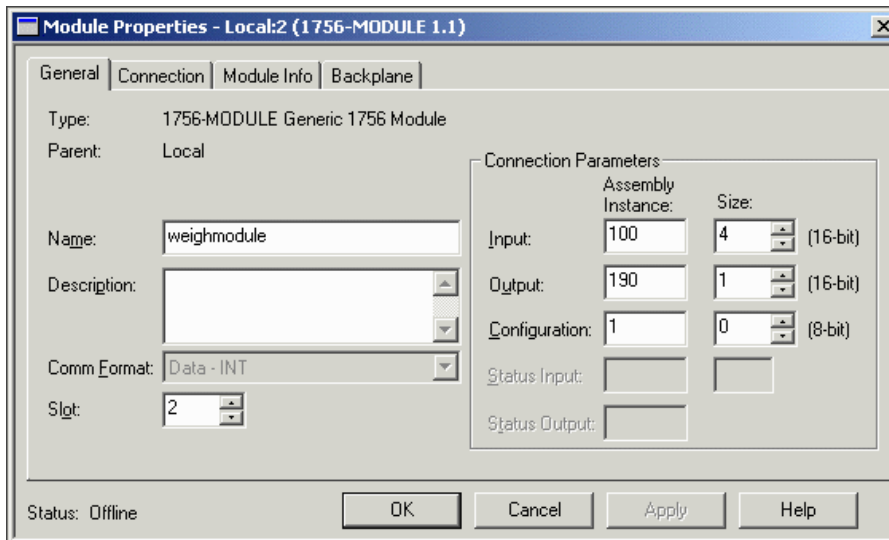 Module Properties - Local:2 (1756-MODULE 1.1)
General
Connection
Module Info
Backplane
Type: 1756-MODULE Generic 1756 Module
Parent: Local
Connection Parameters
Assembly
Instance:
Size:
Name: weighmodule
Input: 100 4 (16-bit)
Description:
Output: 190 1 (16-bit)
Configuration: 1 0 (8-bit)
Comm Format: Data - INT
Status Input:
Slot: 2
Status Output:
Status: Offline
OK
Cancel
Apply
Help